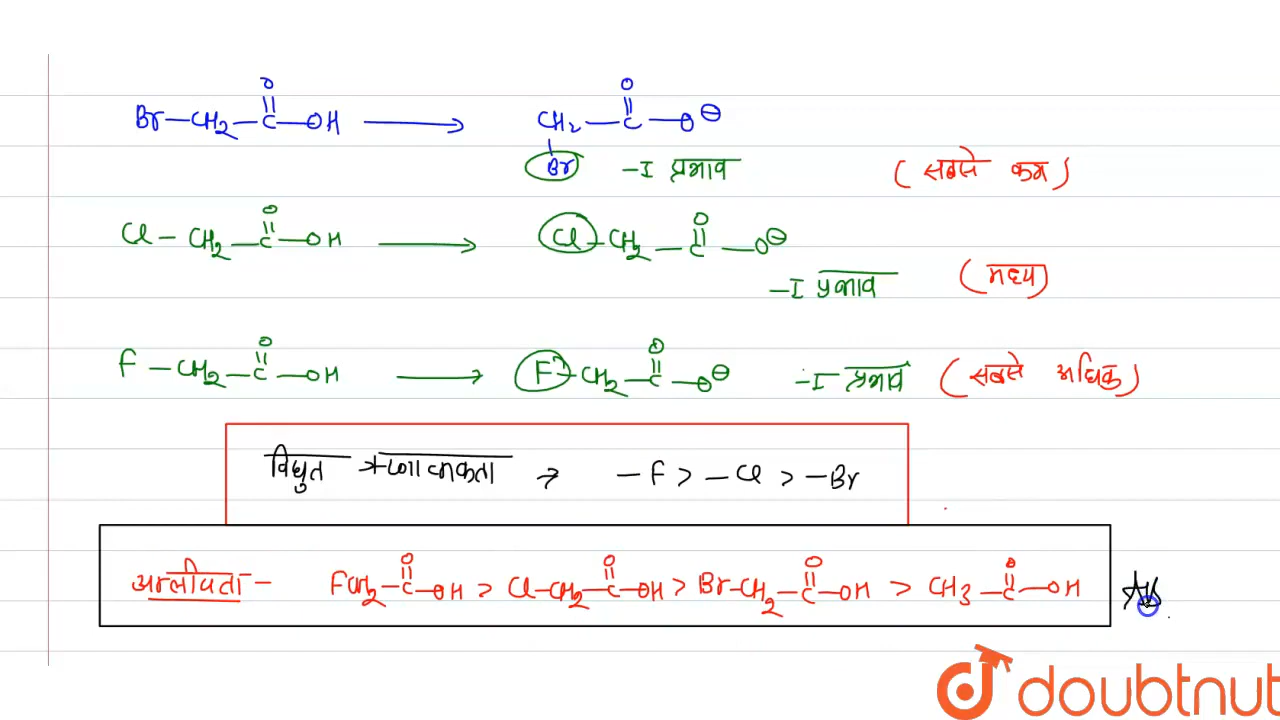 Br—CH2—C(=O)—OH ⟶ CH2—C(=O)—O⊖
Br -I प्रभाव (सबसे कम)
Cl—CH2—C(=O)—OH ⟶ Cl—CH2—C(=O)—O⊖
-I प्रभाव (मध्य)
F—CH2—C(=O)—OH ⟶ F—CH2—C(=O)—O⊖ -I प्रभाव (सबसे अधिक)
विद्युत ऋणात्मकता → —F > —Cl > —Br
अम्लीयता - FCH2—C(=O)—OH > Cl—CH2—C(=O)—OH > Br—CH2—C(=O)—OH > CH3—C(=O)—OH
doubtnut